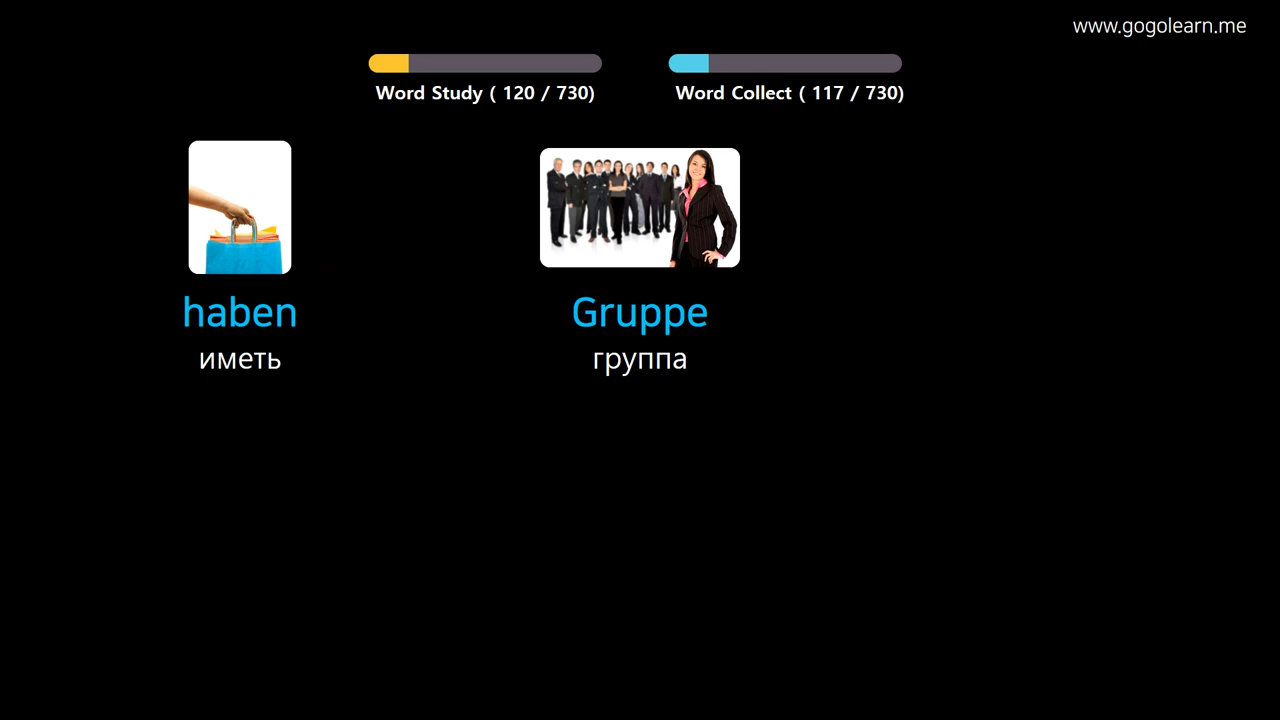 www.gogolearn.me
Word Study ( 120 / 730)
Word Collect ( 117 / 730)
haben
иметь
Gruppe
группа